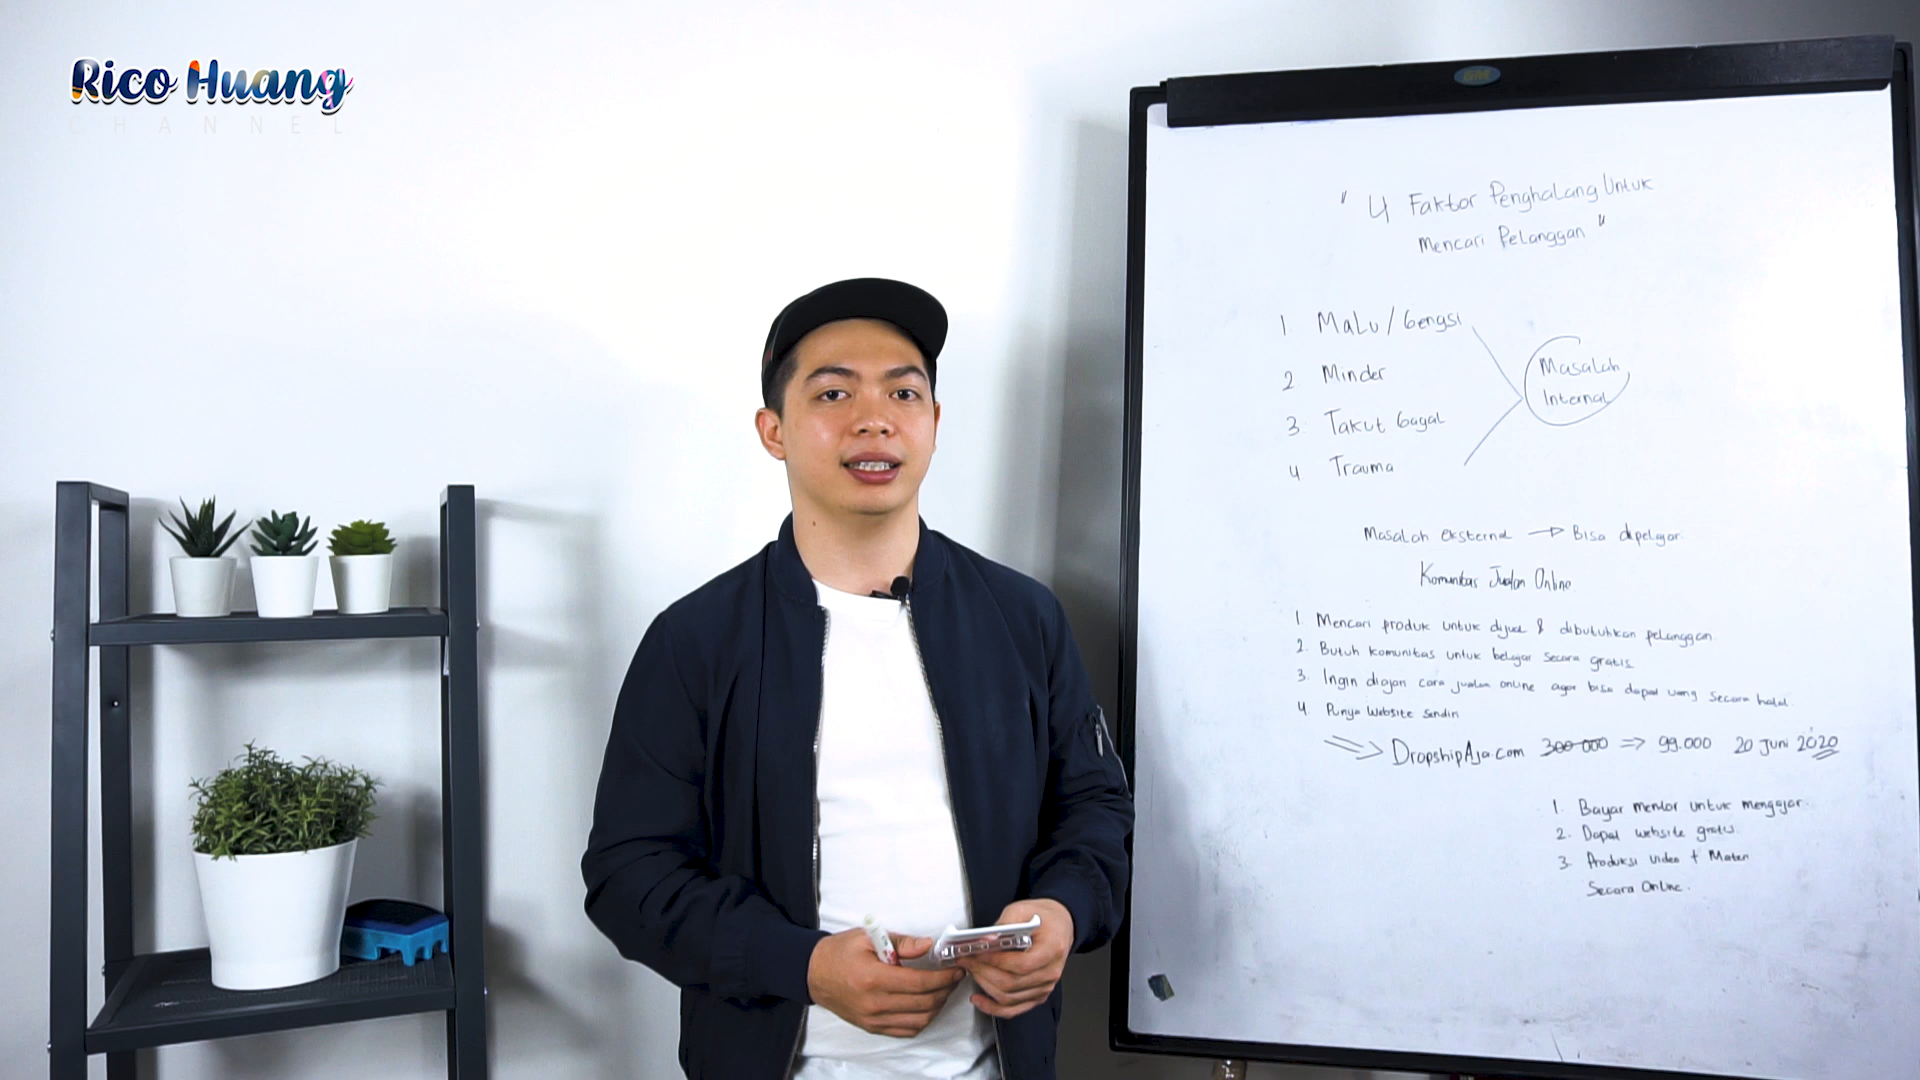 Rico Huang
CHANNEL
GM
" 4 Faktor Penghalang Untuk
Mencari Pelanggan "
1 Malu / Gengsi
2 Minder
3. Takut Gagal
4 Trauma
Masalah
Internal
Masalah eksternal → Bisa dipelajar.
Komunitas Jualan Online
1. Mencari produk untuk dijual & dibutuhkan pelanggan.
2. Butuh komunitas untuk belajar secara gratis
3. Ingin diajari cara jualan online agar bisa dapat uang secara halal.
4. Punya Website Sendiri
⇒ DropshipAja.com 300 000 ⇒ 99.000 20 Juni 2020
1. Bayar mentor untuk mengajar.
2. Dapat website gratis.
3. Produksi video + Materi
Secara Online.